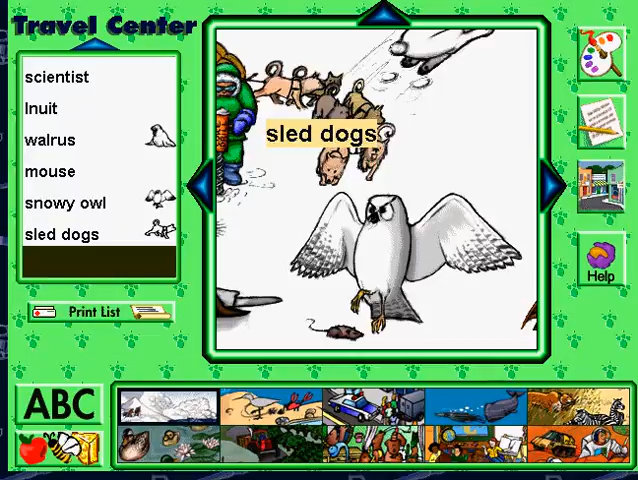 Travel Center
scientist
Inuit
walrus
mouse
snowy owl
sled dogs
sled dogs
Print List
Help
ABC